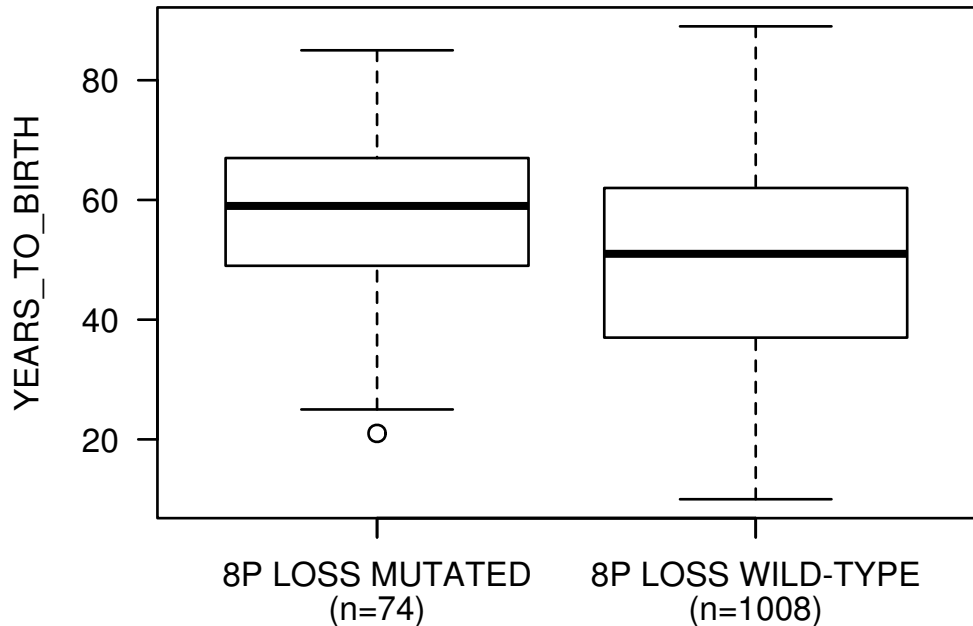 YEARS_TO_BIRTH
80
60
40
20
8P LOSS MUTATED
(n=74)
8P LOSS WILD-TYPE
(n=1008)